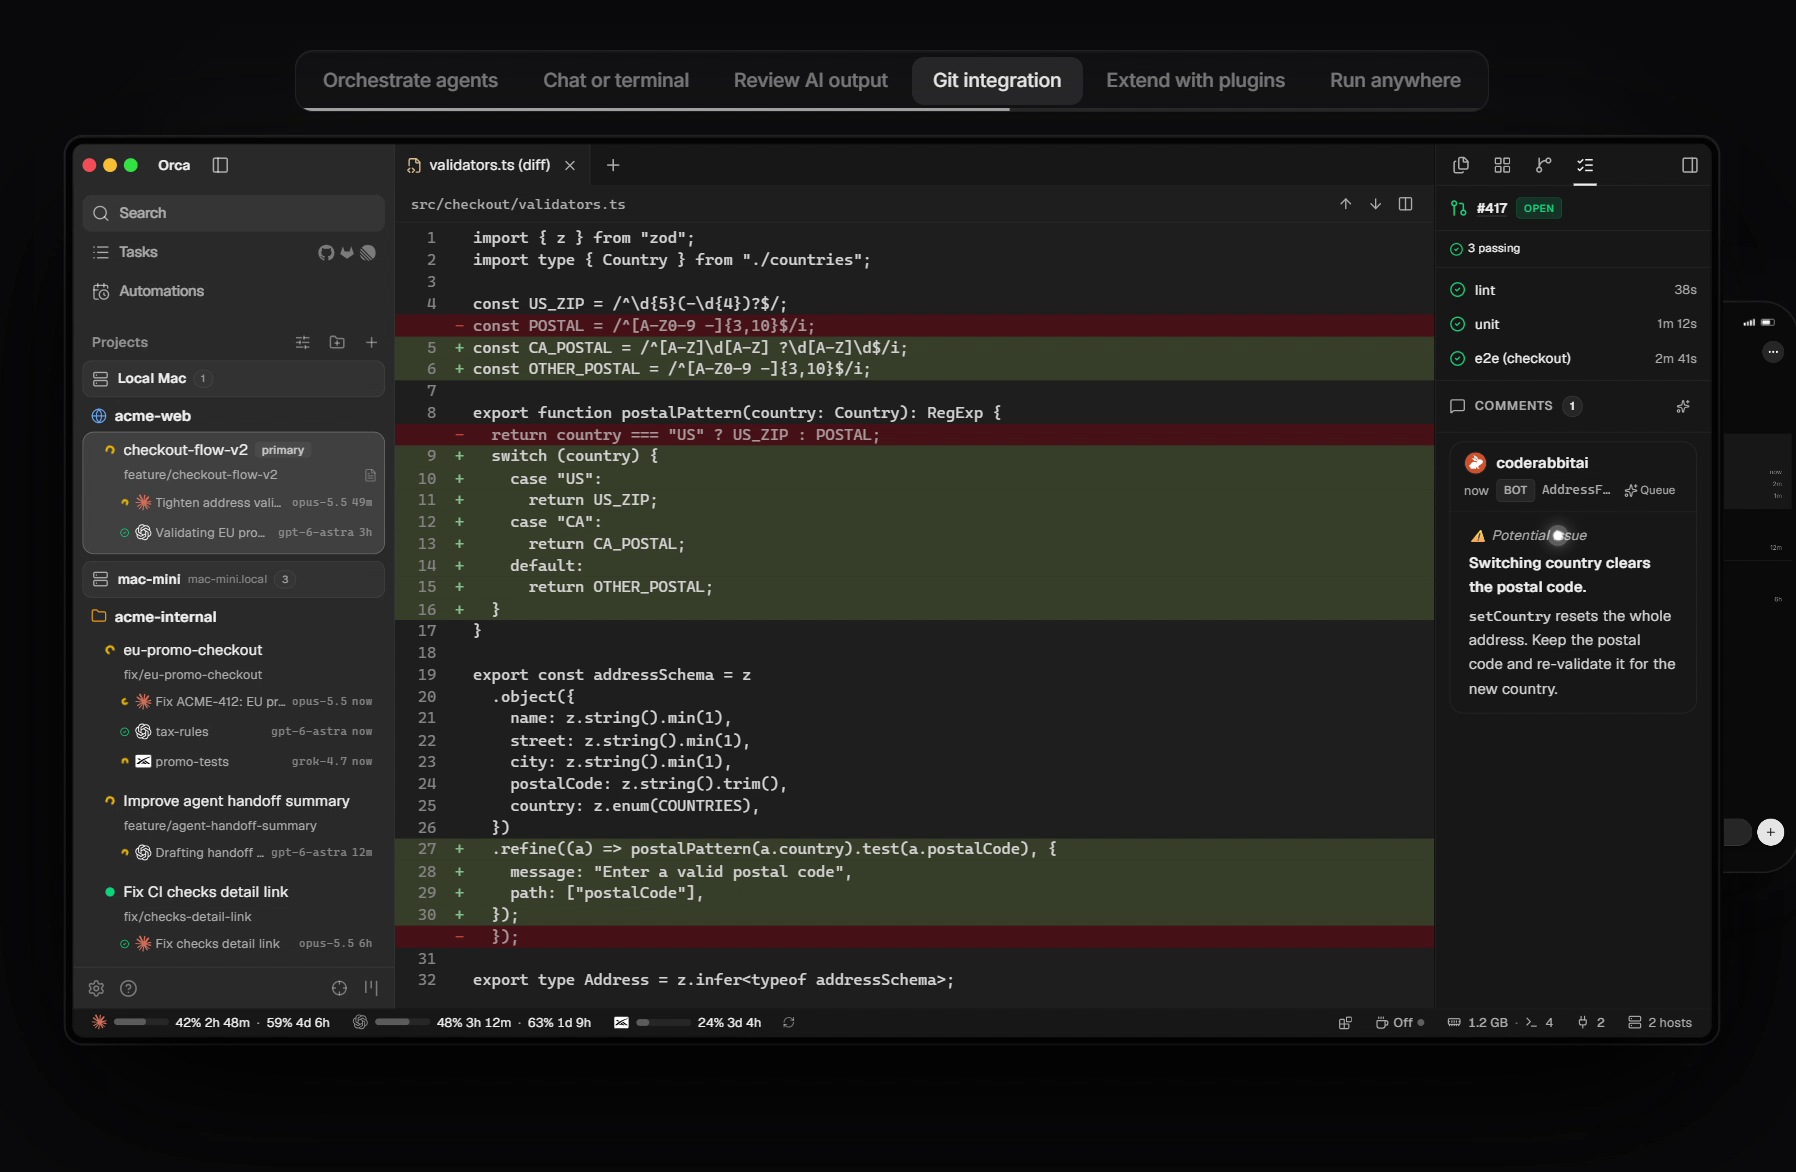 Orchestrate agents
Chat or terminal
Review AI output
Git integration
Extend with plugins
Run anywhere
Orca
Search
Tasks
Automations
Projects
Local Mac 1
acme-web
checkout-flow-v2 primary
feature/checkout-flow-v2
Tighten address vali... opus-5.5 49m
Validating EU pro... gpt-6-astra 3h
mac-mini mac-mini.local 3
acme-internal
eu-promo-checkout
fix/eu-promo-checkout
Fix ACME-412: EU pr... opus-5.5 now
tax-rules gpt-6-astra now
promo-tests grok-4.7 now
Improve agent handoff summary
feature/agent-handoff-summary
Drafting handoff ... gpt-6-astra 12m
Fix CI checks detail link
fix/checks-detail-link
Fix checks detail link opus-5.5 6h
validators.ts (diff)
src/checkout/validators.ts
1 import { z } from "zod";
2 import type { Country } from "./countries";
3
4 const US_ZIP = /^\d{5}(-\d{4})?$/;
- const POSTAL = /^[A-Z0-9 -]{3,10}$/i;
5 + const CA_POSTAL = /^[A-Z]\d[A-Z] ?\d[A-Z]\d$/i;
6 + const OTHER_POSTAL = /^[A-Z0-9 -]{3,10}$/i;
7
8 export function postalPattern(country: Country): RegExp {
- return country === "US" ? US_ZIP : POSTAL;
9 + switch (country) {
10 + case "US":
11 + return US_ZIP;
12 + case "CA":
13 + return CA_POSTAL;
14 + default:
15 + return OTHER_POSTAL;
16 + }
17 }
18
19 export const addressSchema = z
20 .object({
21 name: z.string().min(1),
22 street: z.string().min(1),
23 city: z.string().min(1),
24 postalCode: z.string().trim(),
25 country: z.enum(COUNTRIES),
26 })
27 + .refine((a) => postalPattern(a.country).test(a.postalCode), {
28 + message: "Enter a valid postal code",
29 + path: ["postalCode"],
30 + });
- });
31
32 export type Address = z.infer<typeof addressSchema>;
#417 OPEN
3 passing
lint 38s
unit 1m 12s
e2e (checkout) 2m 41s
COMMENTS 1
coderabbitai
now BOT AddressF... Queue
Potential issue
Switching country clears
the postal code.
setCountry resets the whole
address. Keep the postal
code and re-validate it for the
new country.
now
2m
1m
12m
42% 2h 48m · 59% 4d 6h
48% 3h 12m · 63% 1d 9h
24% 3d 4h
Off
1.2 GB · 4
2
2 hosts